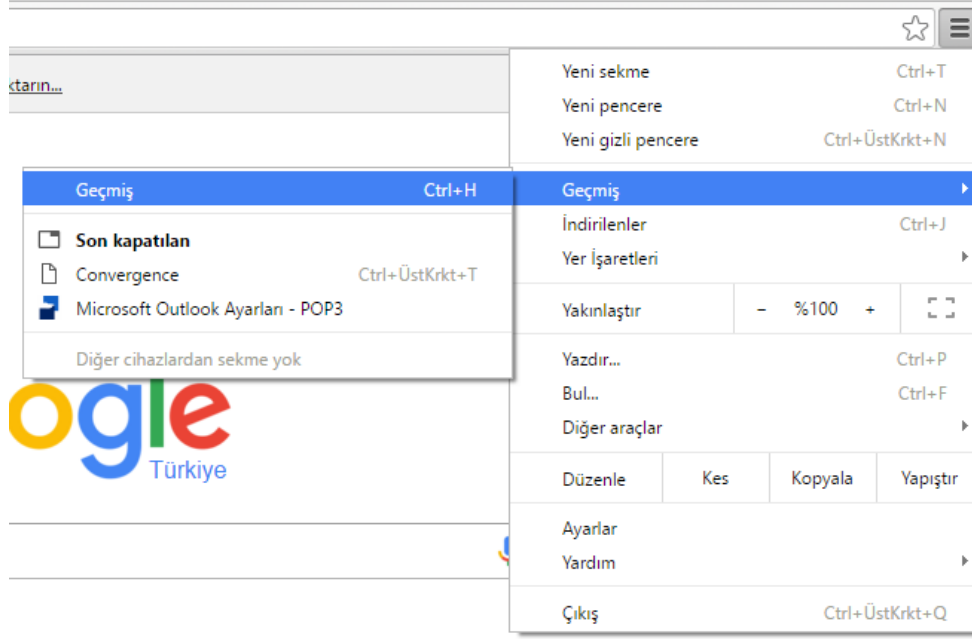 ktarın...
Yeni sekme Ctrl+T
Yeni pencere Ctrl+N
Yeni gizli pencere Ctrl+ÜstKrkt+N
Geçmiş
İndirilenler Ctrl+J
Yer İşaretleri
Yakınlaştır - %100 +
Yazdır... Ctrl+P
Bul... Ctrl+F
Diğer araçlar
Düzenle Kes Kopyala Yapıştır
Ayarlar
Yardım
Çıkış Ctrl+ÜstKrkt+Q
Geçmiş Ctrl+H
Son kapatılan
Convergence Ctrl+ÜstKrkt+T
Microsoft Outlook Ayarları - POP3
Diğer cihazlardan sekme yok
ogle
Türkiye